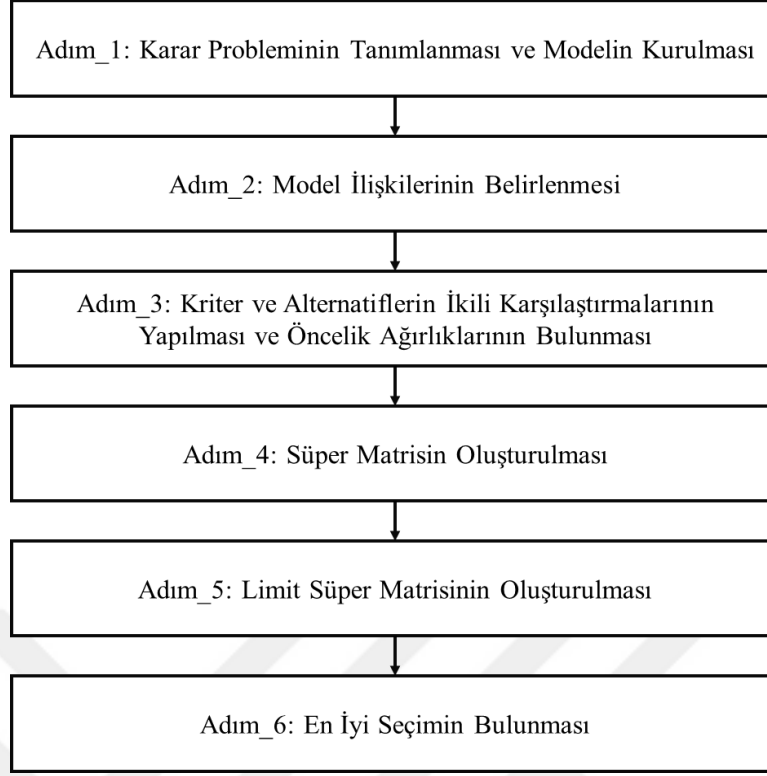 Adım_1: Karar Probleminin Tanımlanması ve Modelin Kurulması
Adım_2: Model İlişkilerinin Belirlenmesi
Adım_3: Kriter ve Alternatiflerin İkili Karşılaştırmalarının
Yapılması ve Öncelik Ağırlıklarının Bulunması
Adım_4: Süper Matrisin Oluşturulması
Adım_5: Limit Süper Matrisinin Oluşturulması
Adım_6: En İyi Seçimin Bulunması